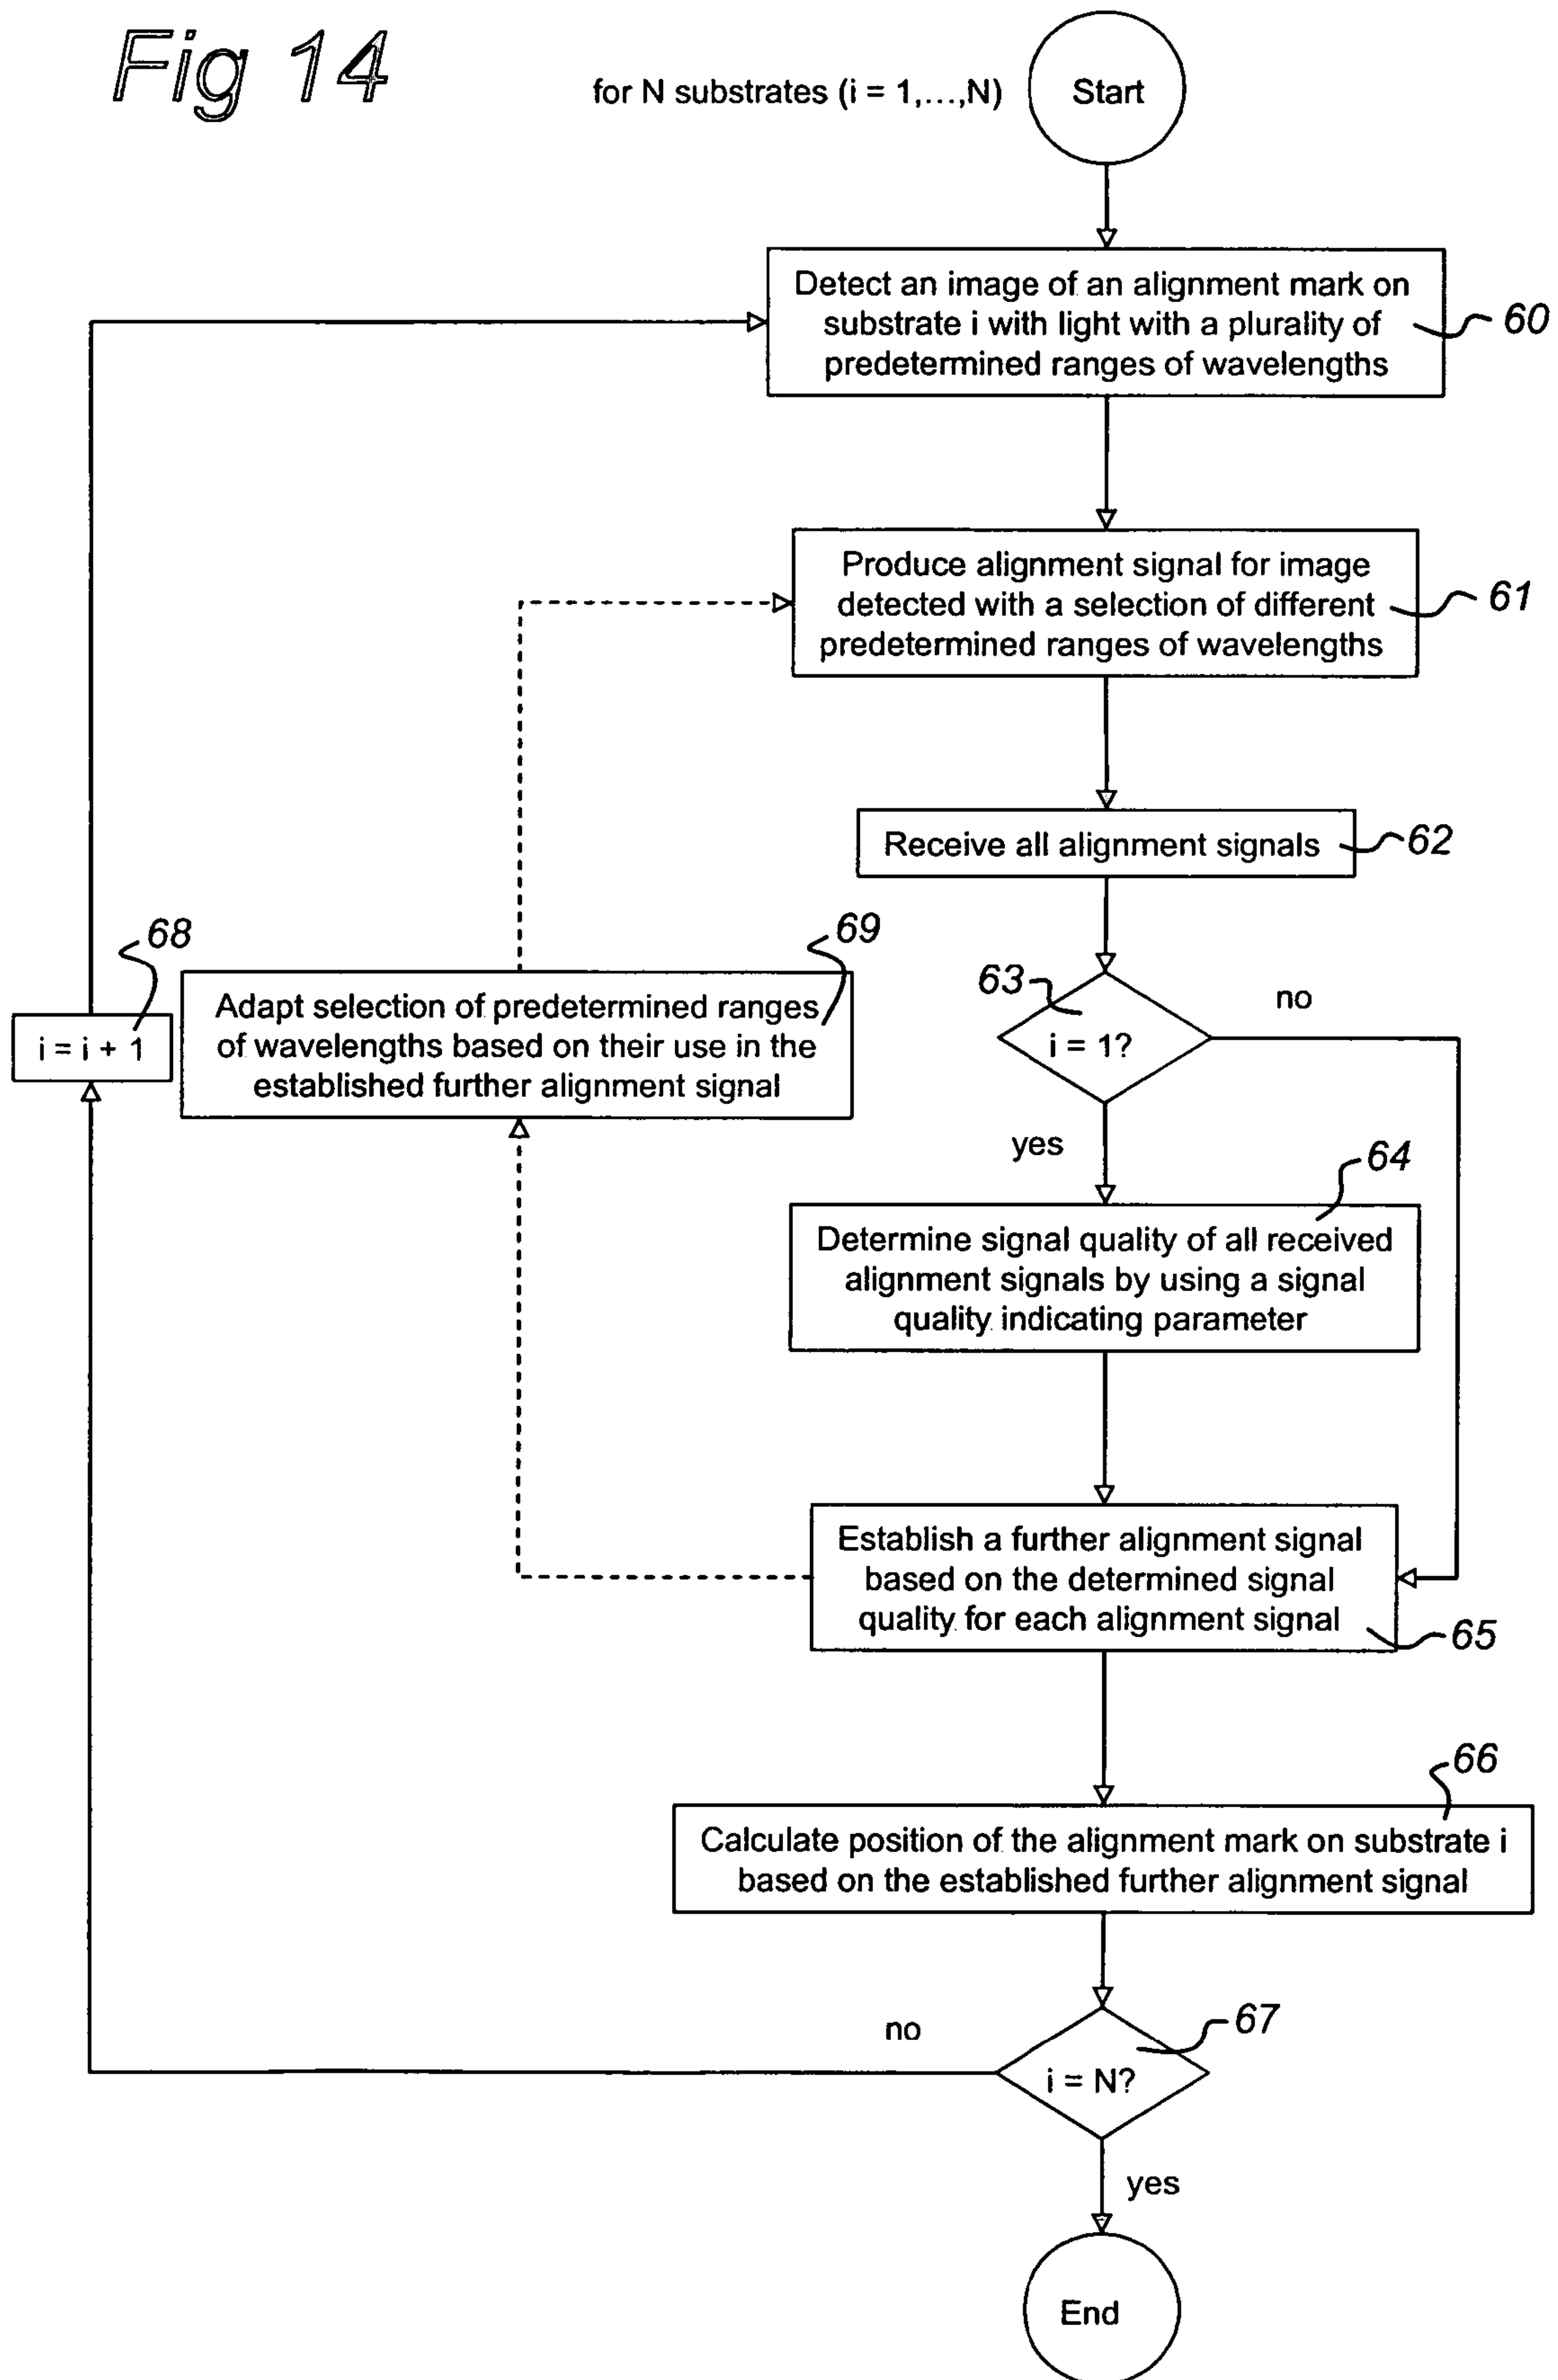 Fig 14
for N substrates (i = 1,...,N)
Start
Detect an image of an alignment mark on
substrate i with light with a plurality of
predetermined ranges of wavelengths
60
Produce alignment signal for image
detected with a selection of different
predetermined ranges of wavelengths
61
Receive all alignment signals
62
68
i = i + 1
69
Adapt selection of predetermined ranges
of wavelengths based on their use in the
established further alignment signal
63
i = 1?
no
yes
64
Determine signal quality of all received
alignment signals by using a signal
quality indicating parameter
Establish a further alignment signal
based on the determined signal
quality for each alignment signal
65
66
Calculate position of the alignment mark on substrate i
based on the established further alignment signal
67
no
i = N?
yes
End